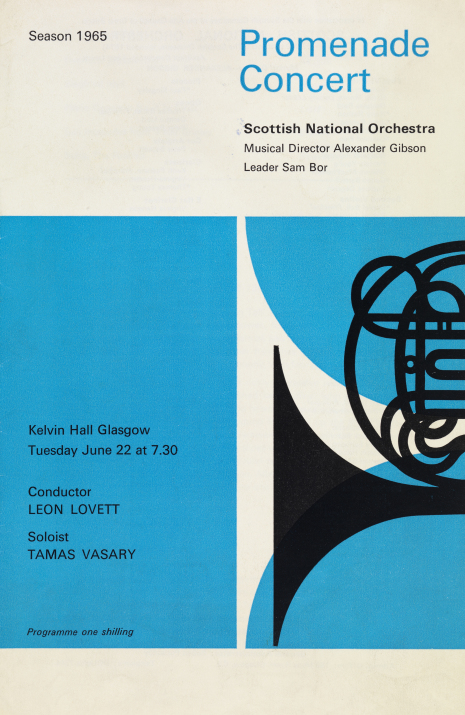 Season 1965
Promenade
Concert
Scottish National Orchestra
Musical Director Alexander Gibson
Leader Sam Bor
Kelvin Hall Glasgow
Tuesday June 22 at 7.30
Conductor
LEON LOVETT
Soloist
TAMAS VASARY
Programme one shilling